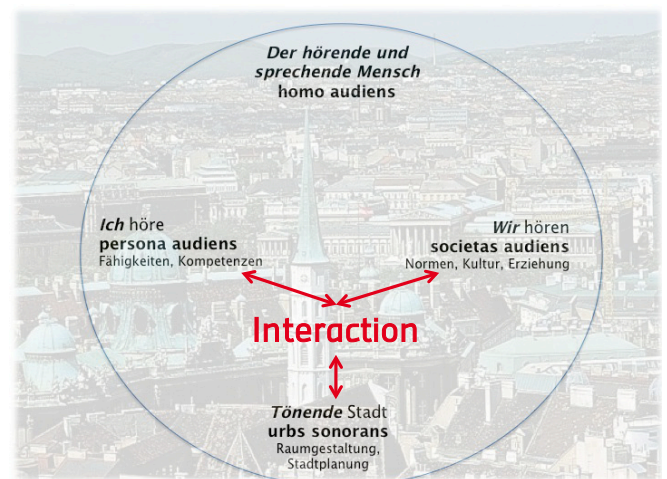 Der hörende und
sprechende Mensch
homo audiens
Ich höre
persona audiens
Fähigkeiten, Kompetenzen
Wir hören
societas audiens
Normen, Kultur, Erziehung
Interaction
Tönende Stadt
urbs sonorans
Raumgestaltung,
Stadtplanung